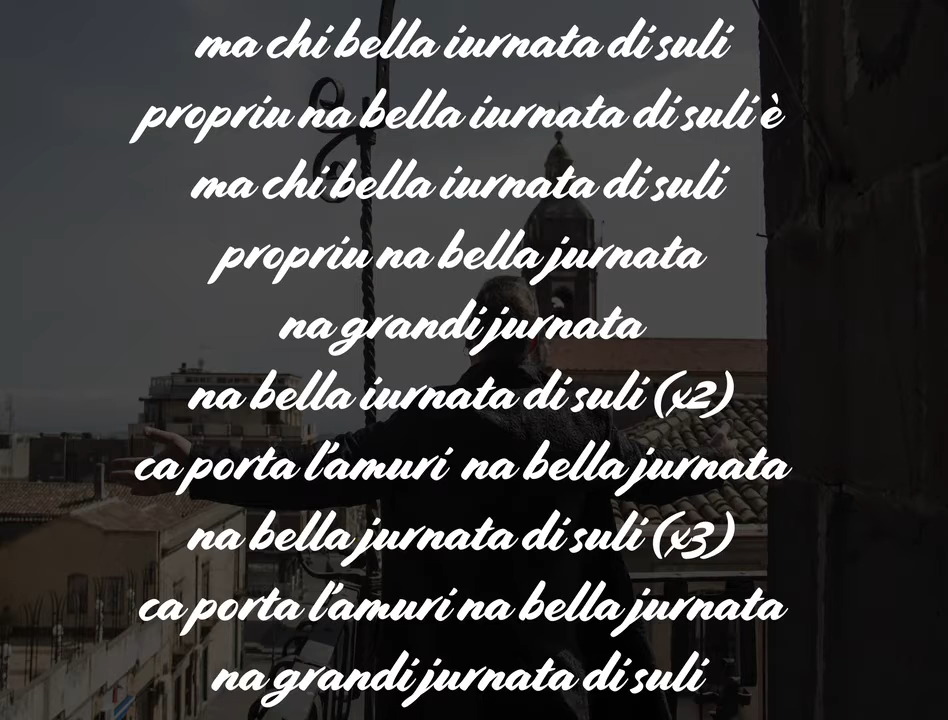 ma chi bella iurnata di suli
propriu na bella iurnata di suli è
ma chi bella iurnata di suli
propriu na bella jurnata
na grandi jurnata
na bella iurnata di suli (x2)
ca porta l'amuri na bella jurnata
na bella jurnata di suli (x3)
ca porta l'amuri na bella jurnata
na grandi jurnata di suli